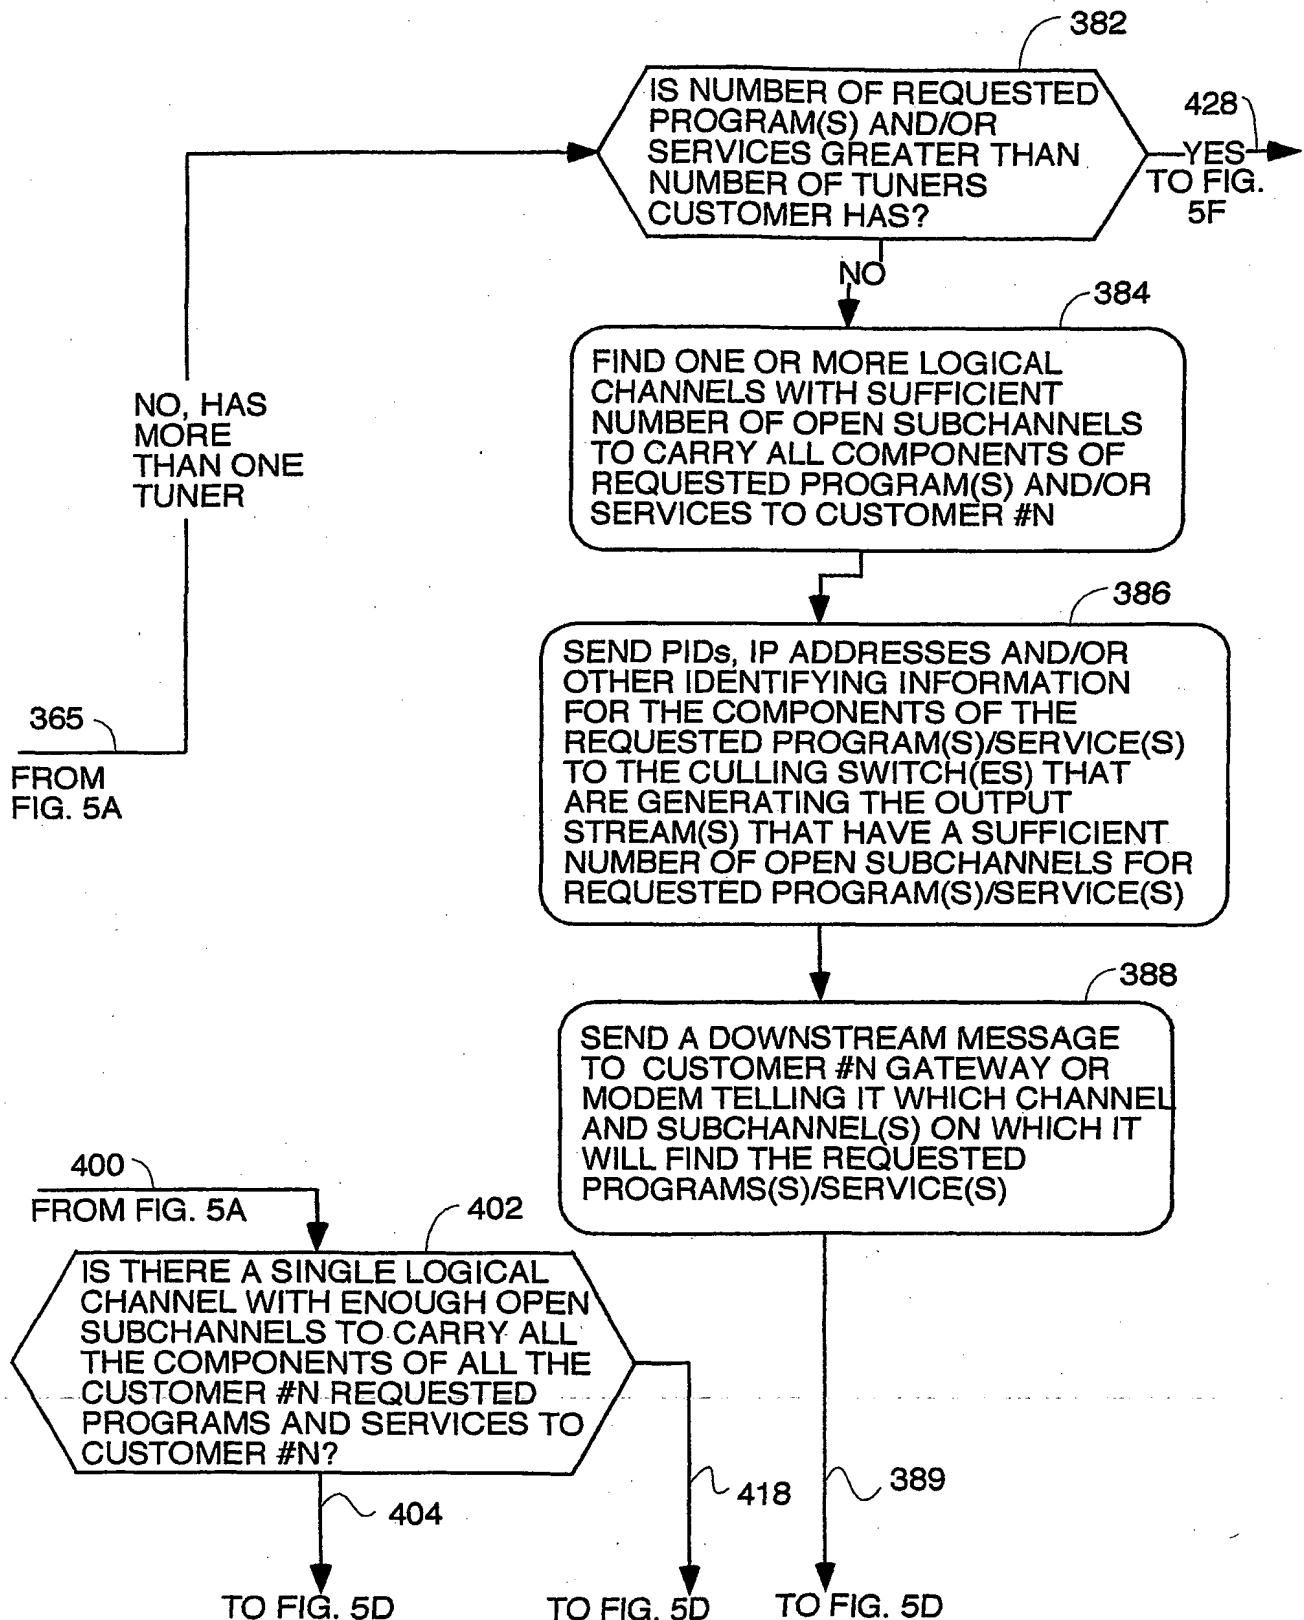 382
IS NUMBER OF REQUESTED
PROGRAM(S) AND/OR
SERVICES GREATER THAN
NUMBER OF TUNERS
CUSTOMER HAS?
428
YES
TO FIG.
5F
NO
384
FIND ONE OR MORE LOGICAL
CHANNELS WITH SUFFICIENT
NUMBER OF OPEN SUBCHANNELS
TO CARRY ALL COMPONENTS OF
REQUESTED PROGRAM(S) AND/OR
SERVICES TO CUSTOMER #N
NO, HAS
MORE
THAN ONE
TUNER
386
SEND PIDs, IP ADDRESSES AND/OR
OTHER IDENTIFYING INFORMATION
FOR THE COMPONENTS OF THE
REQUESTED PROGRAM(S)/SERVICE(S)
TO THE CULLING SWITCH(ES) THAT
ARE GENERATING THE OUTPUT
STREAM(S) THAT HAVE A SUFFICIENT
NUMBER OF OPEN SUBCHANNELS FOR
REQUESTED PROGRAM(S)/SERVICE(S)
365
FROM
FIG. 5A
388
SEND A DOWNSTREAM MESSAGE
TO CUSTOMER #N GATEWAY OR
MODEM TELLING IT WHICH CHANNEL
AND SUBCHANNEL(S) ON WHICH IT
WILL FIND THE REQUESTED
PROGRAMS(S)/SERVICE(S)
400
FROM FIG. 5A
402
IS THERE A SINGLE LOGICAL
CHANNEL WITH ENOUGH OPEN
SUBCHANNELS TO CARRY ALL
THE COMPONENTS OF ALL THE
CUSTOMER #N REQUESTED
PROGRAMS AND SERVICES TO
CUSTOMER #N?
404
418
389
TO FIG. 5D
TO FIG. 5D
TO FIG. 5D